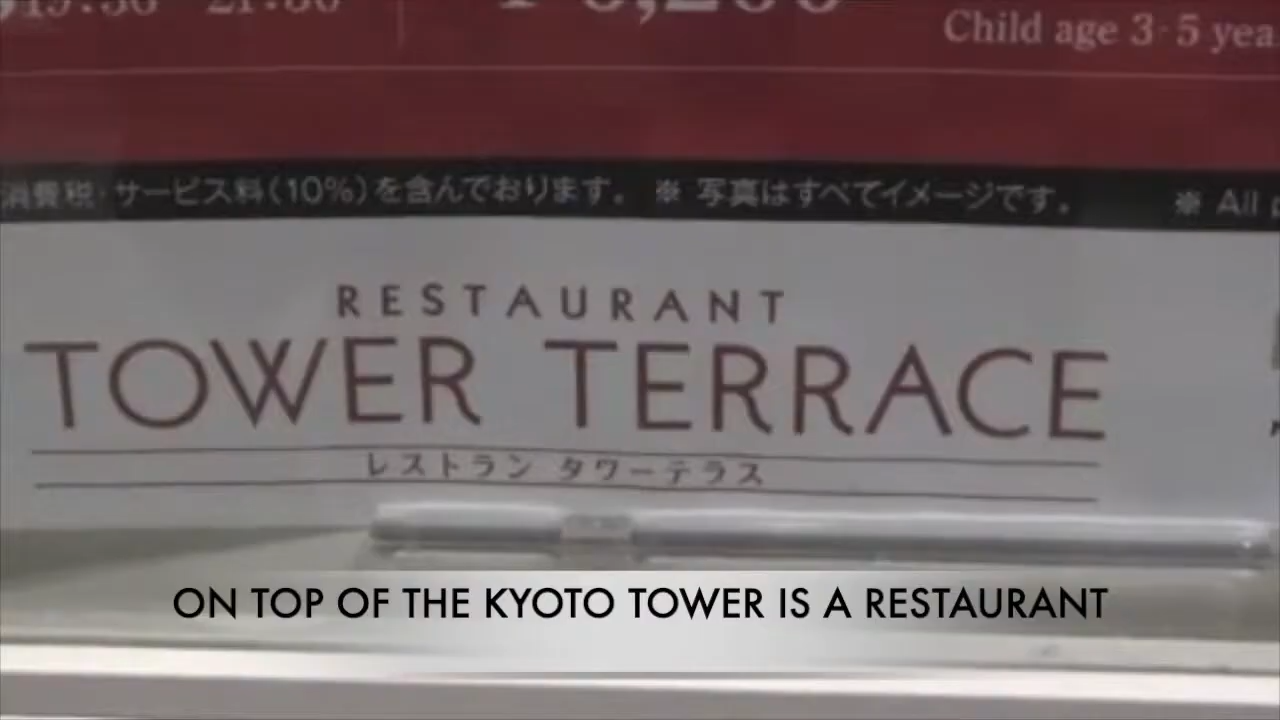 Child age 3-5
消費税・サービス料(10%)を含んでおります。 ※ 写真はすべてイメージです。 ※ All
RESTAURANT
TOWER TERRACE
レストラン タワーテラス
ON TOP OF THE KYOTO TOWER IS A RESTAURANT